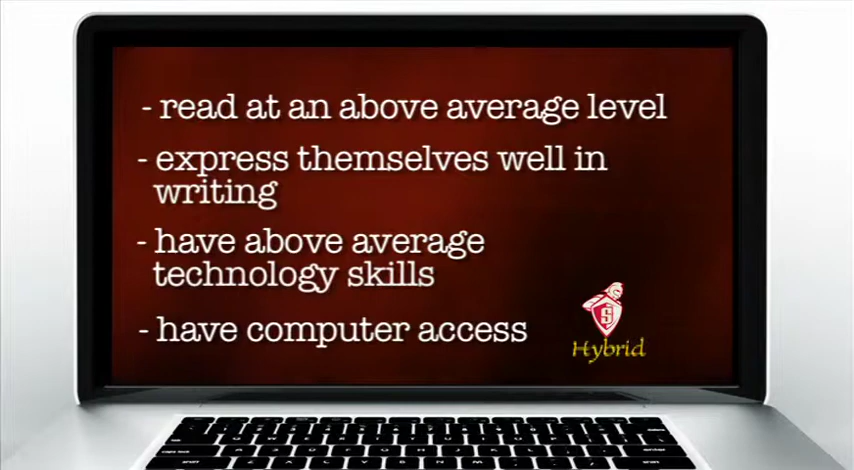 - read at an above average level
- express themselves well in
writing
- have above average
technology skills
- have computer access
S
Hybrid